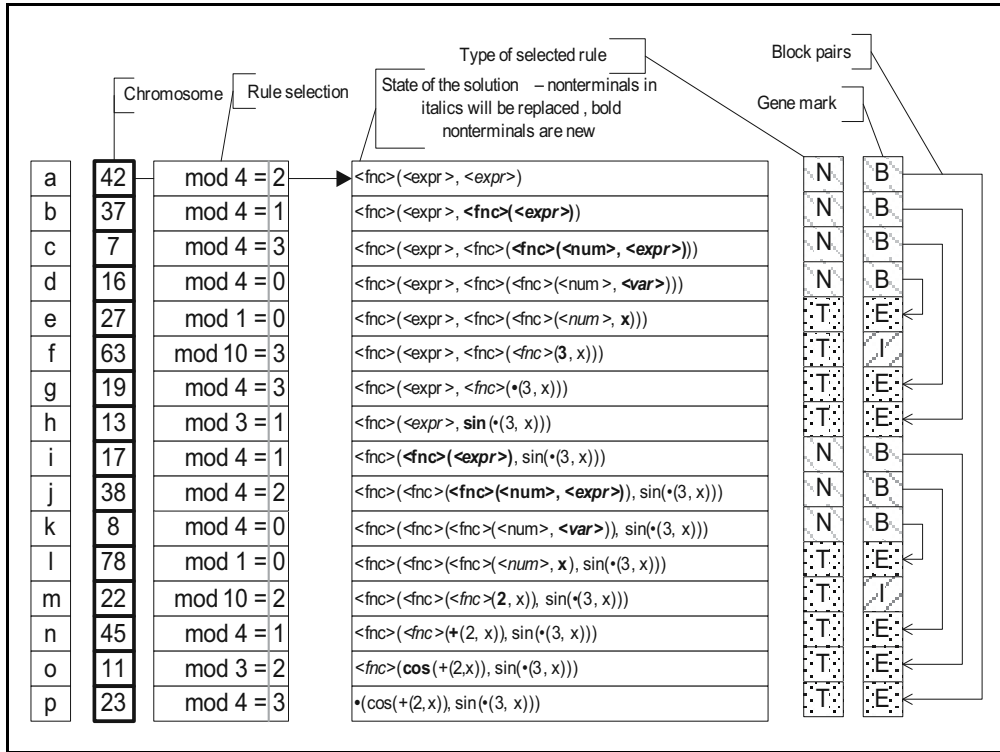 Type of selected rule
Block pairs
Chromosome
Rule selection
State of the solution – nonterminals in
italics will be replaced , bold
nonterminals are new
Gene mark
a 42 mod 4 = 2 <fnc>(<expr>, <expr>) N B
b 37 mod 4 = 1 <fnc>(<expr>, <fnc>(<expr>)) N B
c 7 mod 4 = 3 <fnc>(<expr>, <fnc>(<fnc>(<num>, <expr>))) N B
d 16 mod 4 = 0 <fnc>(<expr>, <fnc>(<fnc>(<num>, <var>))) N B
e 27 mod 1 = 0 <fnc>(<expr>, <fnc>(<fnc>(<num>, x))) T E
f 63 mod 10 = 3 <fnc>(<expr>, <fnc>(<fnc>(3, x))) T I
g 19 mod 4 = 3 <fnc>(<expr>, <fnc>(•(3, x))) T E
h 13 mod 3 = 1 <fnc>(<expr>, sin(•(3, x))) T E
i 17 mod 4 = 1 <fnc>(<fnc>(<expr>), sin(•(3, x))) N B
j 38 mod 4 = 2 <fnc>(<fnc>(<fnc>(<num>, <expr>)), sin(•(3, x))) N B
k 8 mod 4 = 0 <fnc>(<fnc>(<fnc>(<num>, <var>)), sin(•(3, x))) N B
l 78 mod 1 = 0 <fnc>(<fnc>(<fnc>(<num>, x), sin(•(3, x))) T E
m 22 mod 10 = 2 <fnc>(<fnc>(<fnc>(2, x)), sin(•(3, x))) T I
n 45 mod 4 = 1 <fnc>(<fnc>(+(2, x)), sin(•(3, x))) T E
o 11 mod 3 = 2 <fnc>(cos(+(2,x)), sin(•(3, x))) T E
p 23 mod 4 = 3 •(cos(+(2,x)), sin(•(3, x))) T E